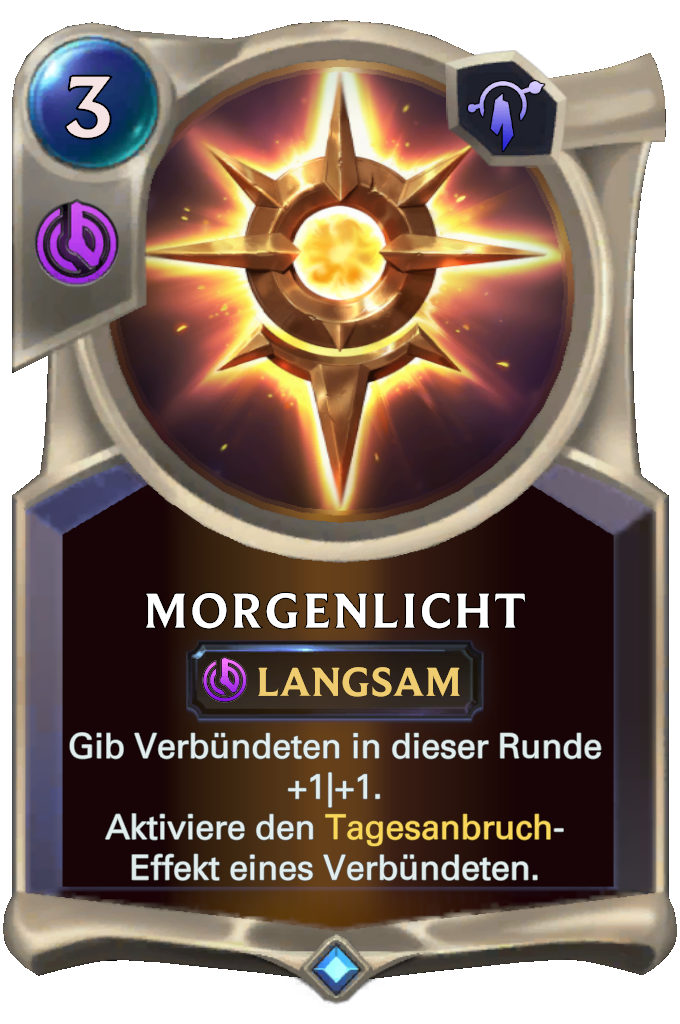 3
MORGENLICHT
LANGSAM
Gib Verbündeten in dieser Runde
+1|+1.
Aktiviere den Tagesanbruch-
Effekt eines Verbündeten.